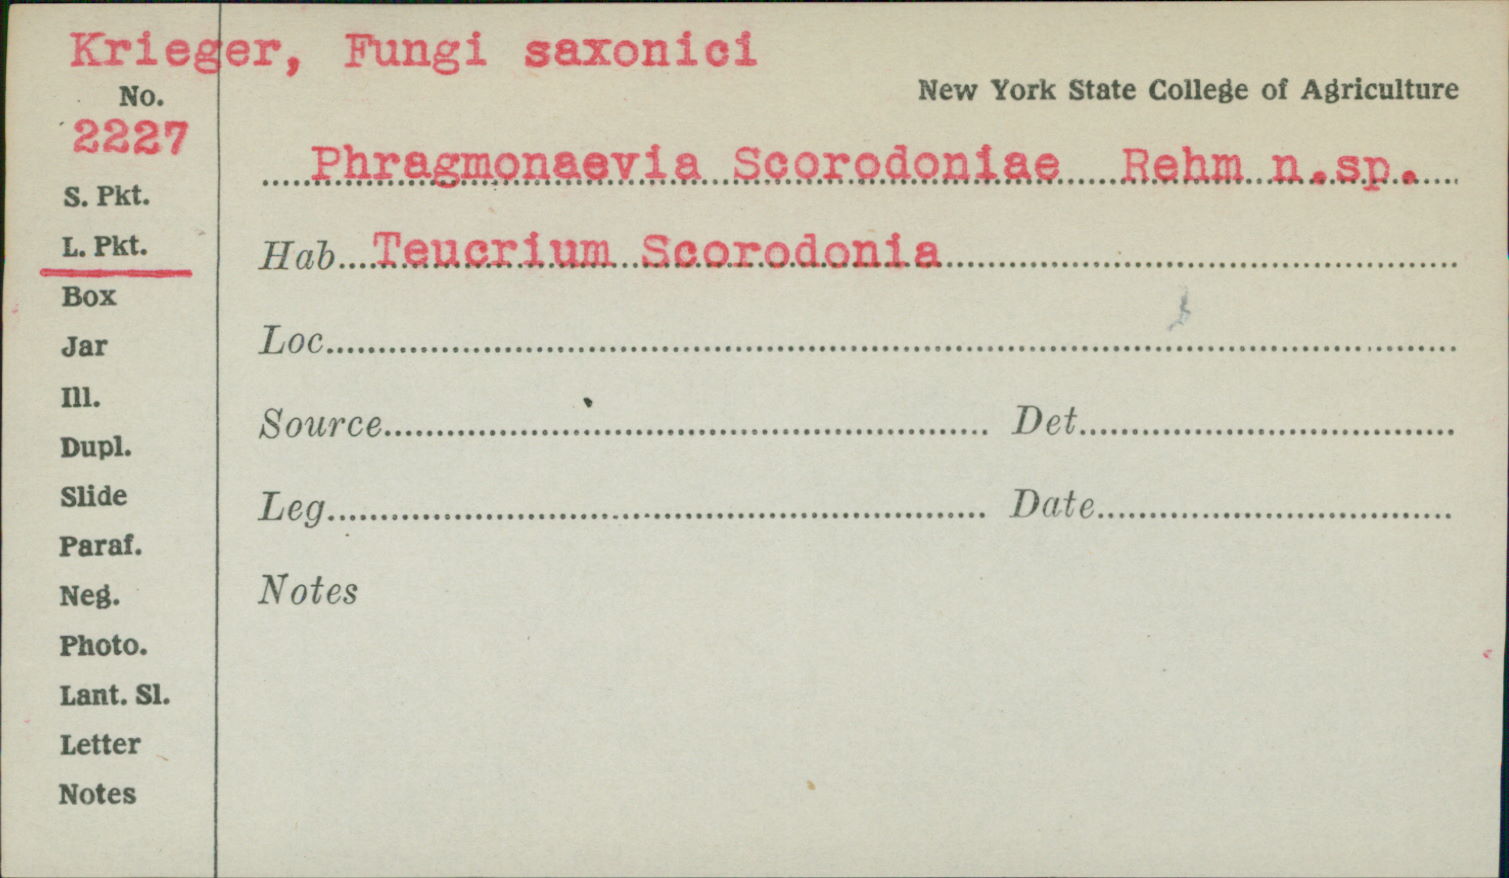 Krieger, Fungi saxonici
New York State College of Agriculture
No.
2227
Phragmonaevia Scorodoniae Rehm n.sp.
S. Pkt.
L. Pkt.
Hab. Teucrium Scorodonia
Box
Jar
Loc.
Ill.
Source Det.
Dupl.
Slide
Leg. Date
Paraf.
Neg.
Notes
Photo.
Lant. Sl.
Letter
Notes